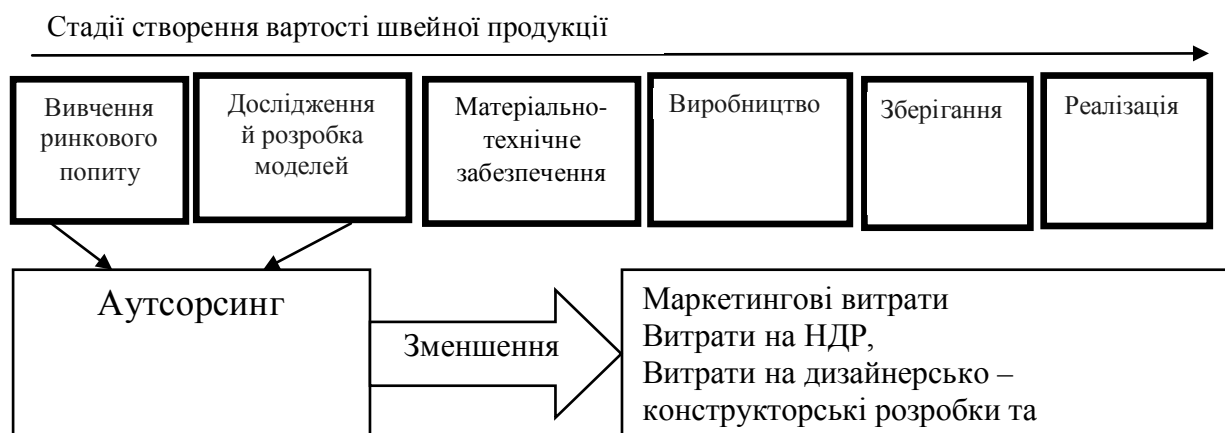 Стадії створення вартості швейної продукції
Вивчення
ринкового
попиту
Дослідження
й розробка
моделей
Матеріально-
технічне
забезпечення
Виробництво
Зберігання
Реалізація
Аутсорсинг
Зменшення
Маркетингові витрати
Витрати на НДР,
Витрати на дизайнерсько –
конструкторські розробки та